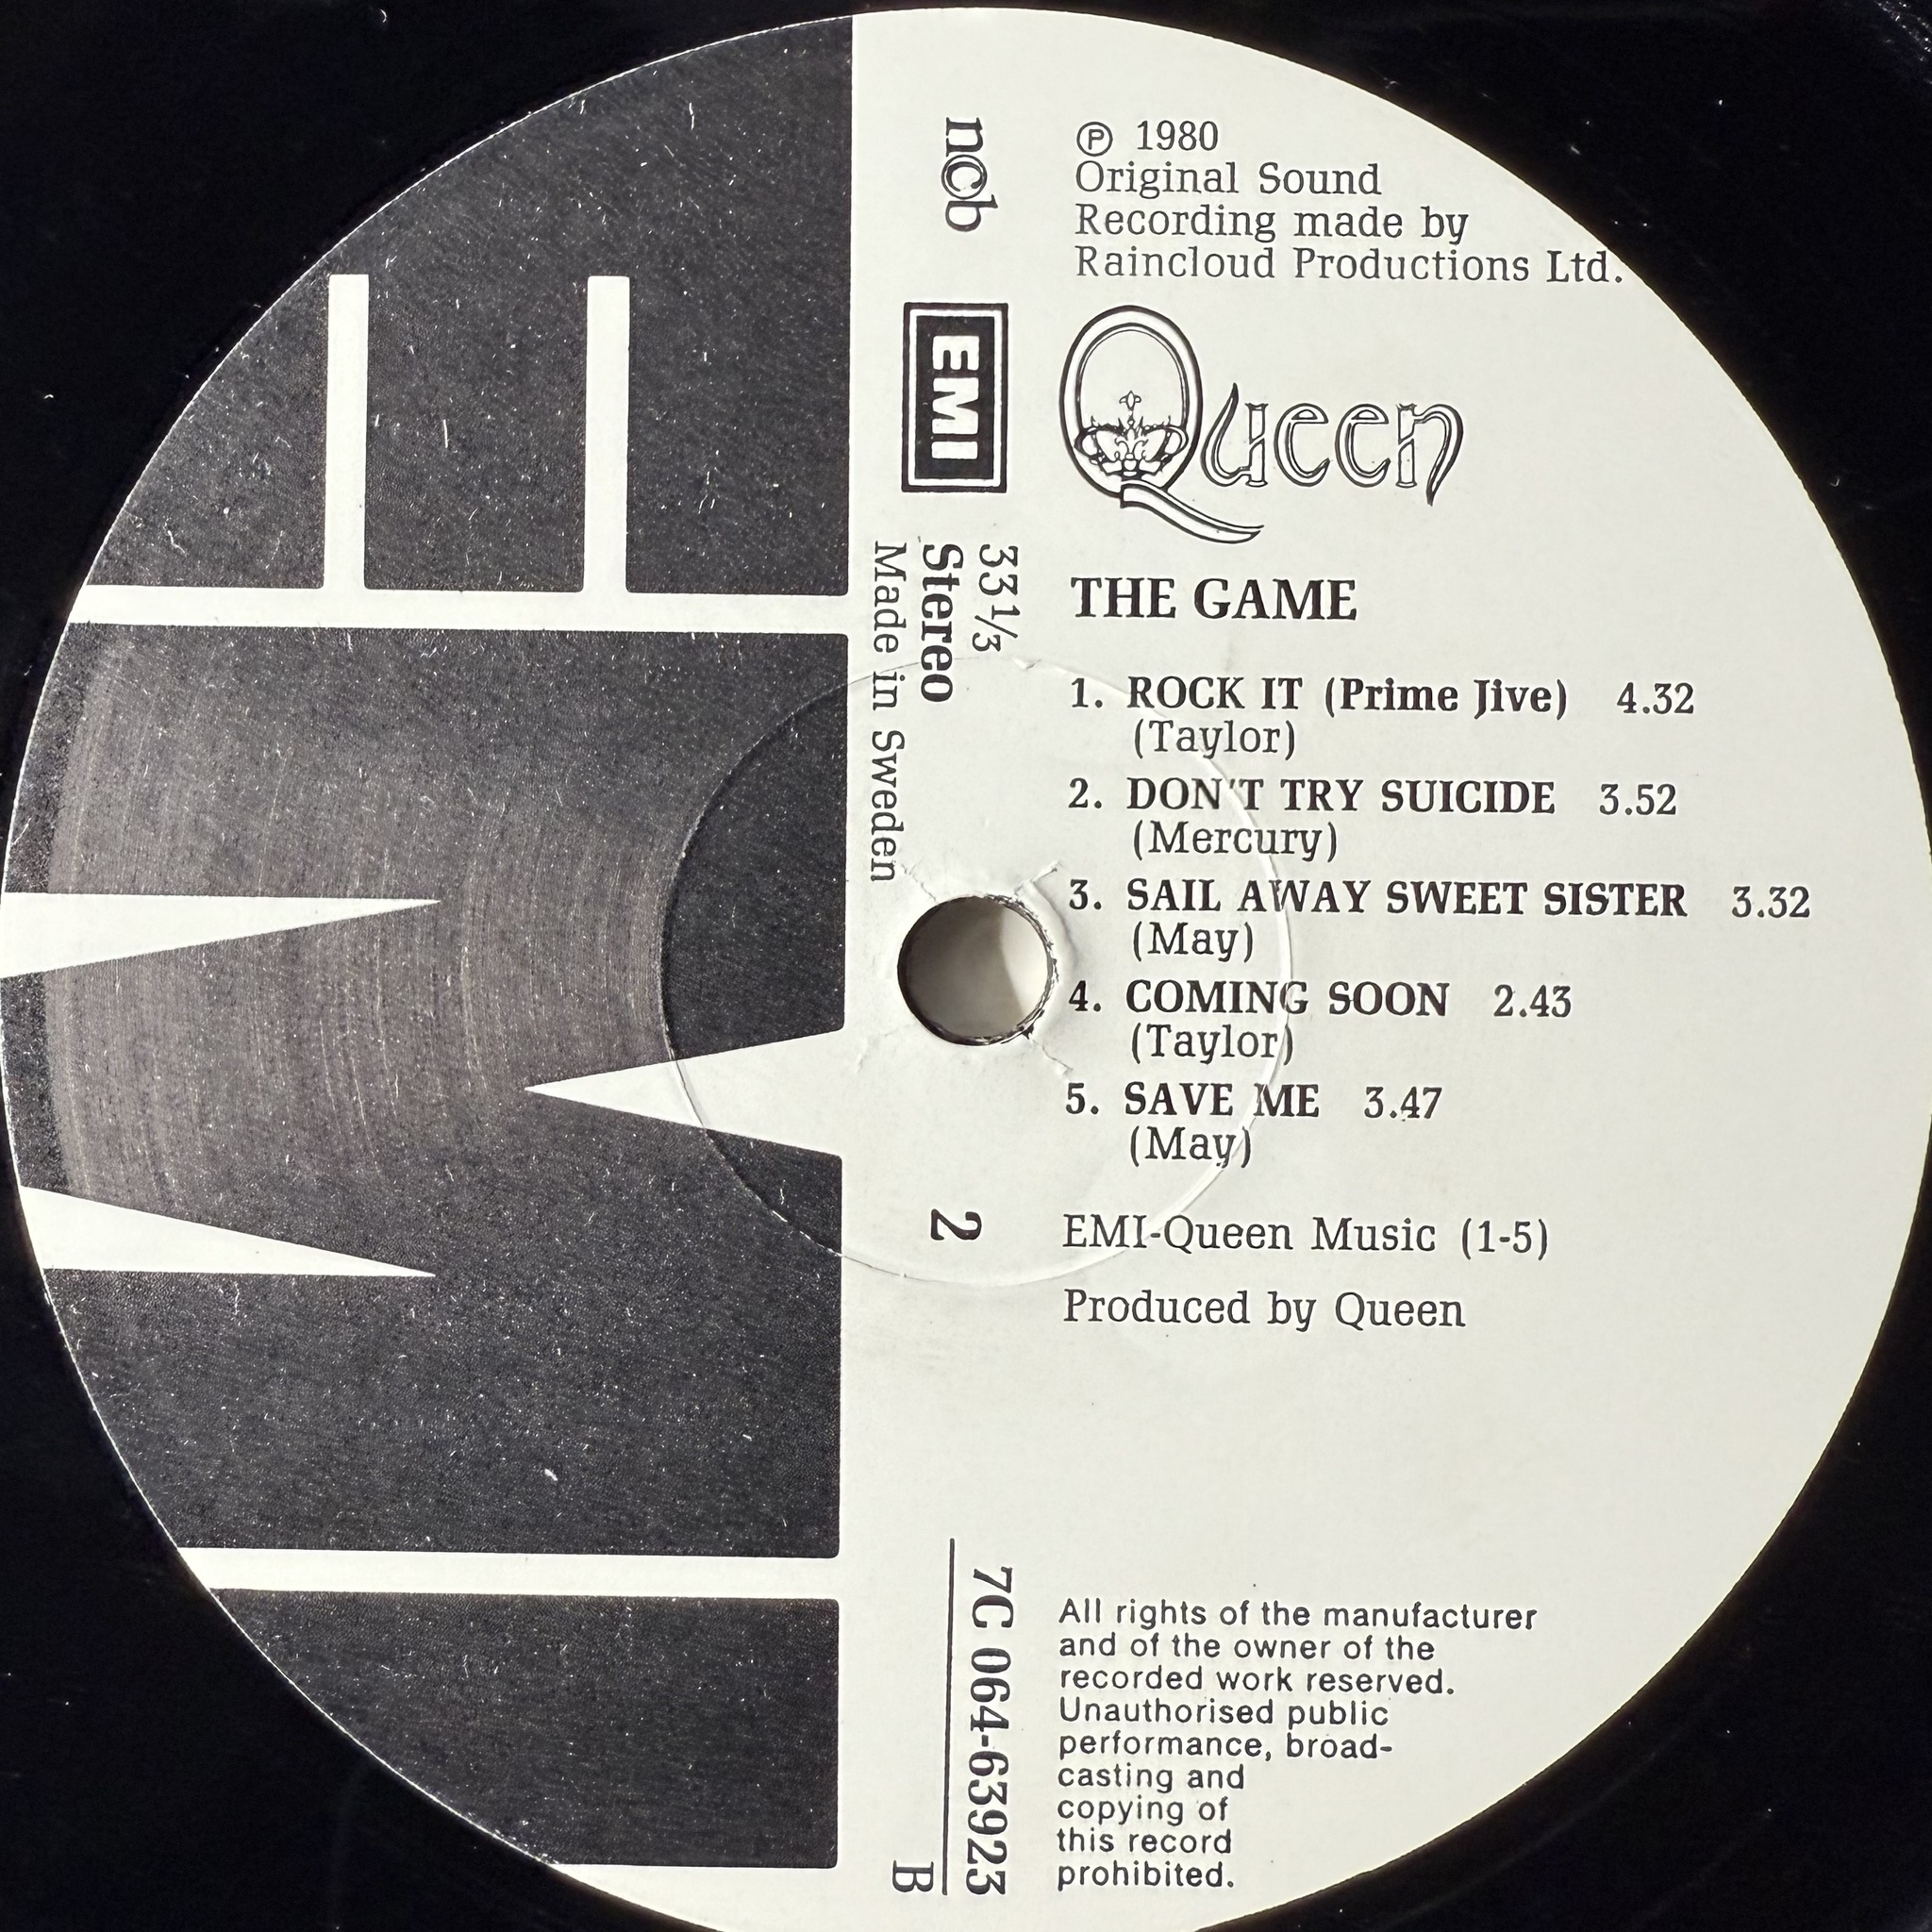 ncb
EMI
33⅓
Stereo
Made in Sweden
2
7C 064-63923
B
℗ 1980
Original Sound
Recording made by
Raincloud Productions Ltd.
Queen
THE GAME
1. ROCK IT (Prime Jive) 4.32
(Taylor)
2. DON'T TRY SUICIDE 3.52
(Mercury)
3. SAIL AWAY SWEET SISTER 3.32
(May)
4. COMING SOON 2.43
(Taylor)
5. SAVE ME 3.47
(May)
EMI-Queen Music (1-5)
Produced by Queen
All rights of the manufacturer
and of the owner of the
recorded work reserved.
Unauthorised public
performance, broad-
casting and
copying of
this record
prohibited.
EMI